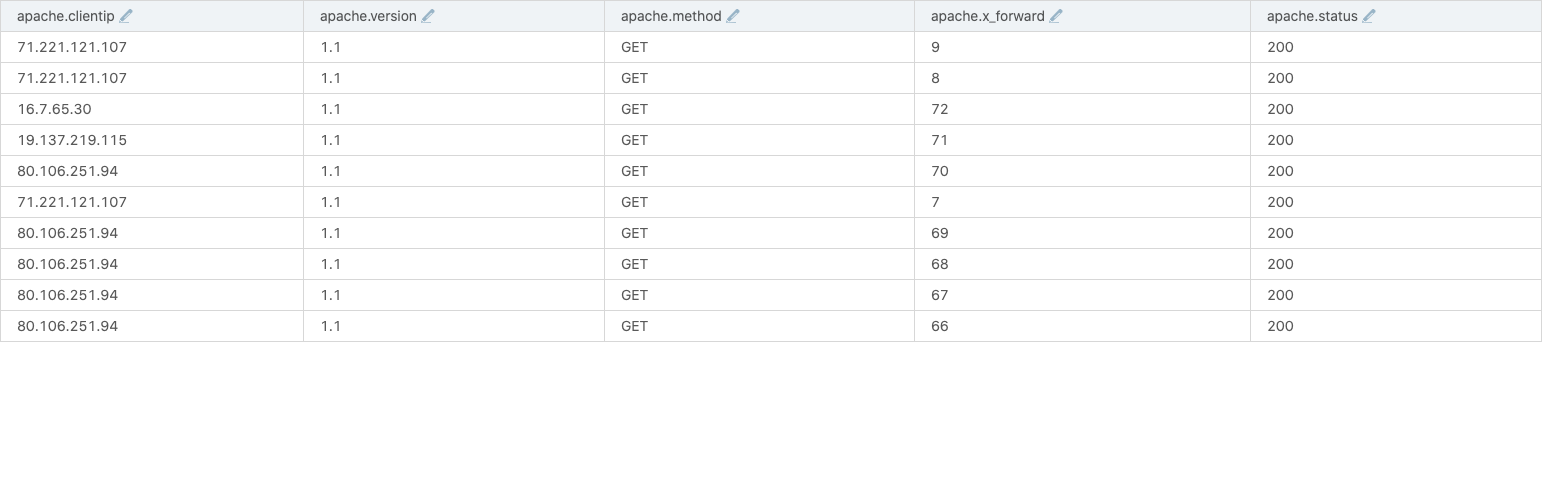 apache.clientip apache.version apache.method apache.x_forward apache.status
71.221.121.107 1.1 GET 9 200
71.221.121.107 1.1 GET 8 200
16.7.65.30 1.1 GET 72 200
19.137.219.115 1.1 GET 71 200
80.106.251.94 1.1 GET 70 200
71.221.121.107 1.1 GET 7 200
80.106.251.94 1.1 GET 69 200
80.106.251.94 1.1 GET 68 200
80.106.251.94 1.1 GET 67 200
80.106.251.94 1.1 GET 66 200